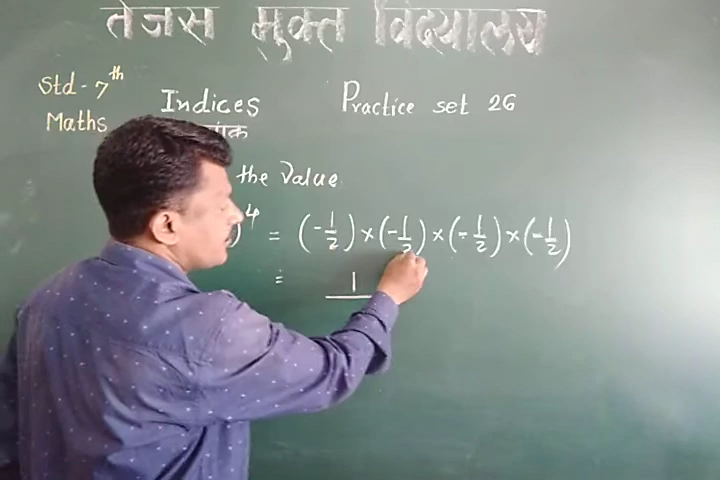 तेजस मुक्त विद्यालय
Std - 7th
Maths
Indices
Practice set 26
the value
)⁴ = (-1/2) × (-1/2) × (-1/2) × (-1/2)
= 1